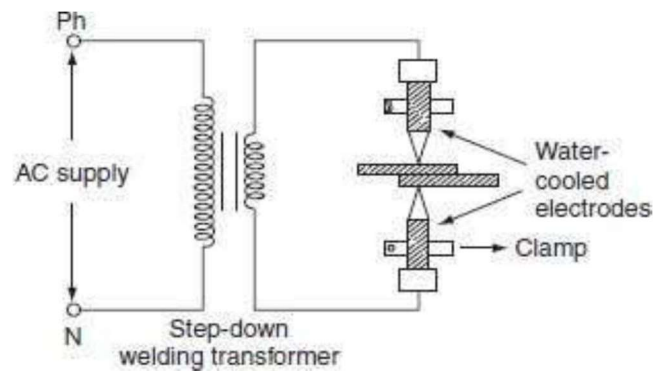 Ph
AC supply
N
Step-down
welding transformer
Water-
cooled
electrodes
Clamp